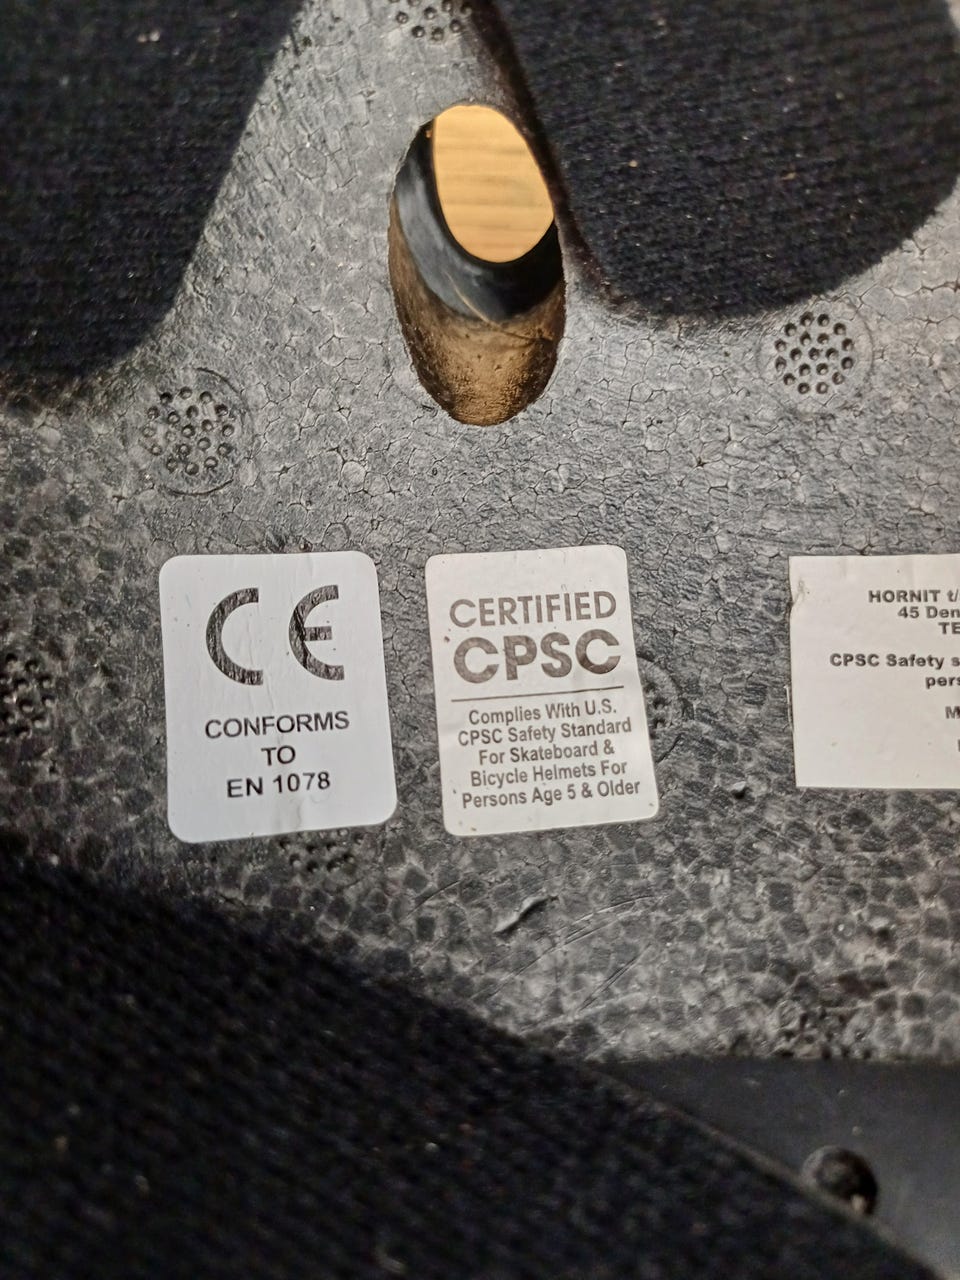 CE
CONFORMS
TO
EN 1078
CERTIFIED
CPSC
Complies With U.S.
CPSC Safety Standard
For Skateboard &
Bicycle Helmets For
Persons Age 5 & Older
HORNIT
45
CPSC Safety